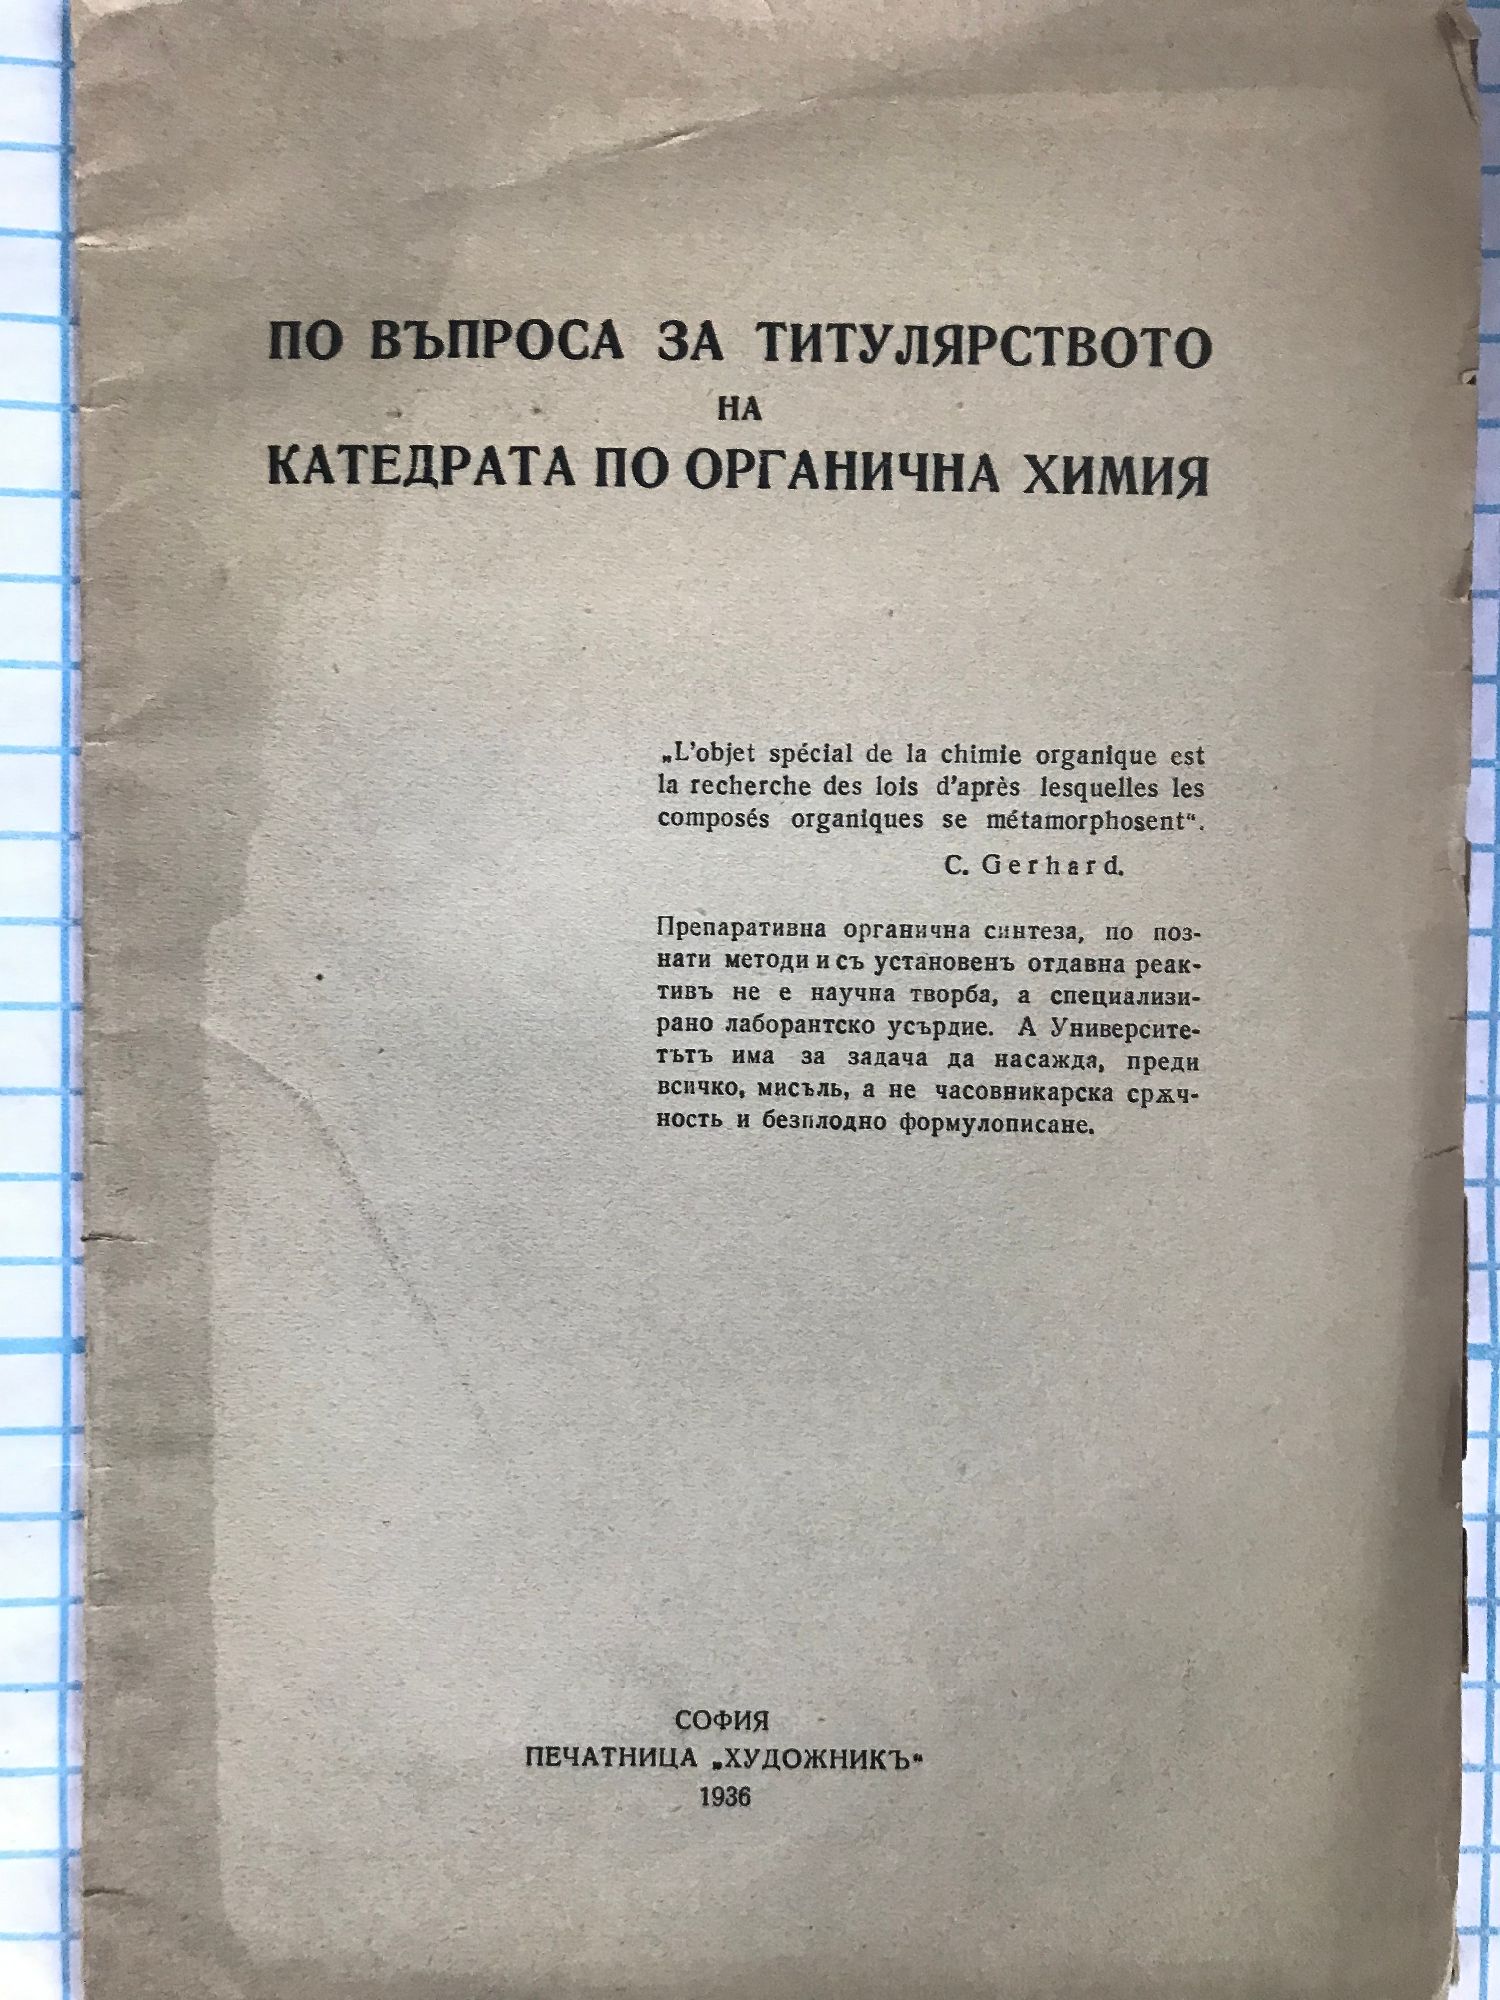 ПО ВЪПРОСА ЗА ТИТУЛЯРСТВОТО
НА
КАТЕДРАТА ПО ОРГАНИЧНА ХИМИЯ
„L'objet spécial de la chimie organique est
la recherche des lois d'après lesquelles les
composés organiques se métamorphosent“.
C. Gerhard.
Препаративна органична синтеза, по поз-
нати методи и съ установенъ отдавна реак-
тивъ не е научна творба, а специализи-
рано лаборантско усърдие. А Университе-
тътъ има за задача да насажда, преди
всичко, мисъль, а не часовникарска срѫч-
ность и безплодно формулописане.
СОФИЯ
ПЕЧАТНИЦА „ХУДОЖНИКЪ“
1936